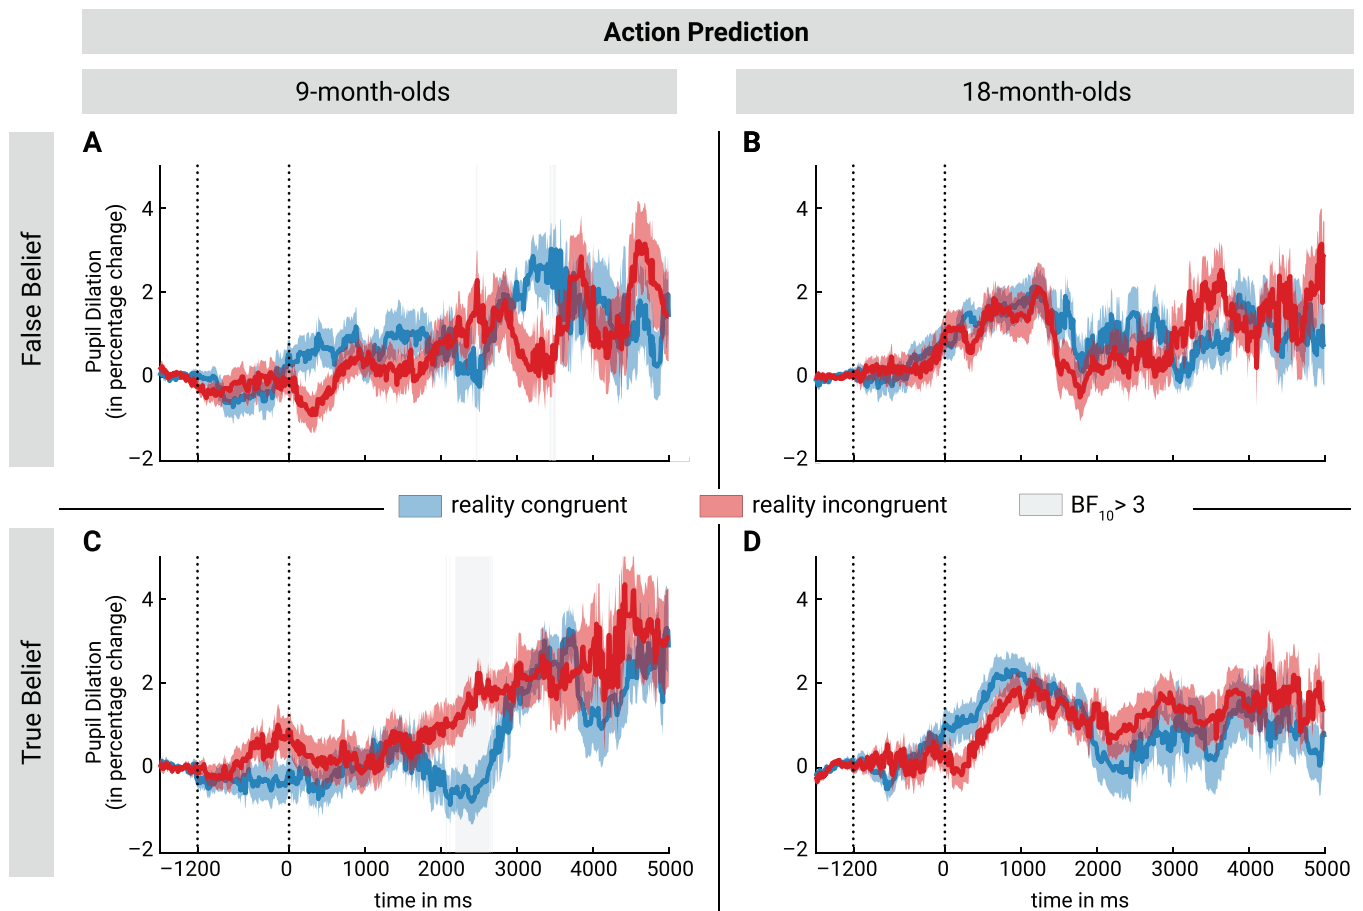 Action Prediction
9-month-olds
18-month-olds
False Belief
A
Pupil Dilation
(in percentage change)
4
2
0
−2
B
4
2
0
−2
reality congruent
reality incongruent
BF10> 3
True Belief
C
Pupil Dilation
(in percentage change)
4
2
0
−2
−1200 0 1000 2000 3000 4000 5000
time in ms
D
4
2
0
−2
−1200 0 1000 2000 3000 4000 5000
time in ms